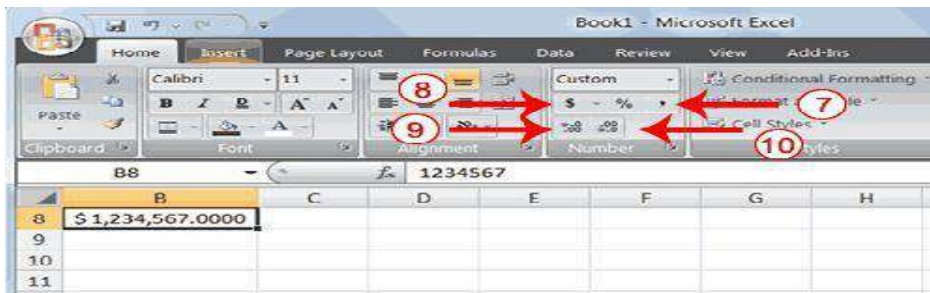 Book1 - Microsoft Excel
Home Insert Page Layout Formulas Data Review View Add-Ins
Calibri 11 Custom Conditional Formatting
8 $ % , 7
Paste B I A A
A Cell Styles
9 10
Clipboard Font Alignment Number
B8 fx 1234567
B C D E F G H
8 $ 1,234,567.0000
9
10
11